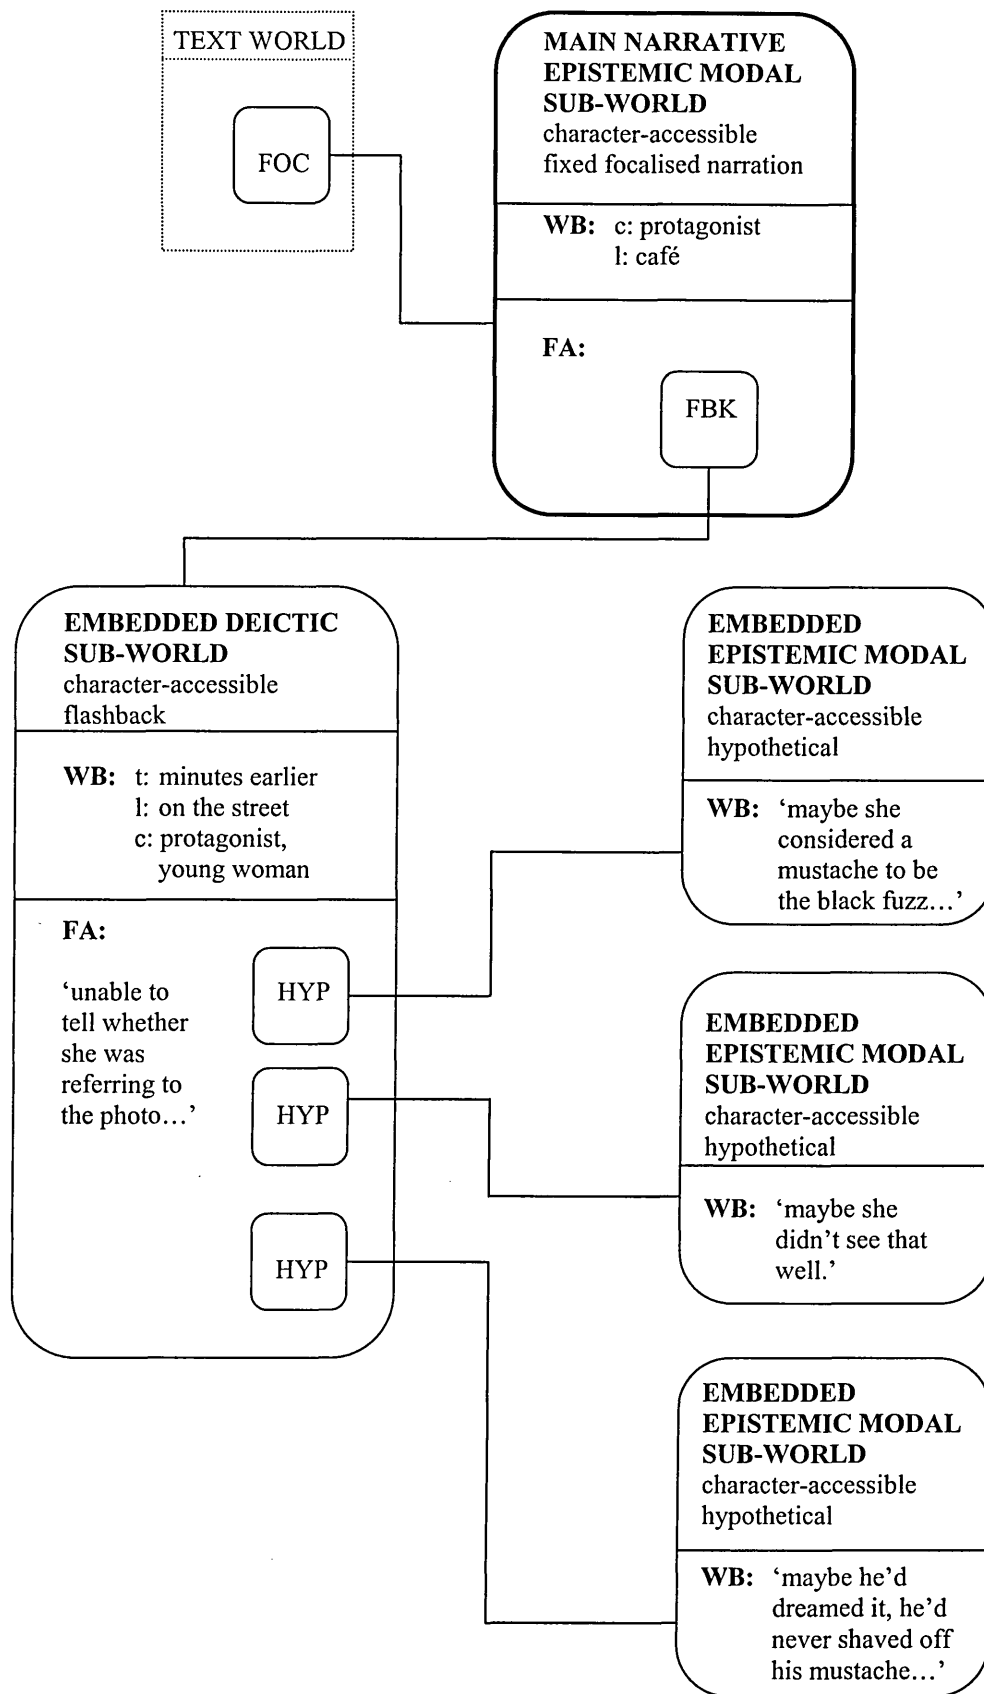 TEXT WORLD
FOC
MAIN NARRATIVE
EPISTEMIC MODAL
SUB-WORLD
character-accessible
fixed focalised narration
WB: c: protagonist
l: café
FA:
FBK
EMBEDDED DEICTIC
SUB-WORLD
character-accessible
flashback
WB: t: minutes earlier
l: on the street
c: protagonist,
young woman
FA:
‘unable to
tell whether
she was
referring to
the photo…’
HYP
HYP
HYP
EMBEDDED
EPISTEMIC MODAL
SUB-WORLD
character-accessible
hypothetical
WB: ‘maybe she
considered a
mustache to be
the black fuzz…’
EMBEDDED
EPISTEMIC MODAL
SUB-WORLD
character-accessible
hypothetical
WB: ‘maybe she
didn’t see that
well.’
EMBEDDED
EPISTEMIC MODAL
SUB-WORLD
character-accessible
hypothetical
WB: ‘maybe he’d
dreamed it, he’d
never shaved off
his mustache…’